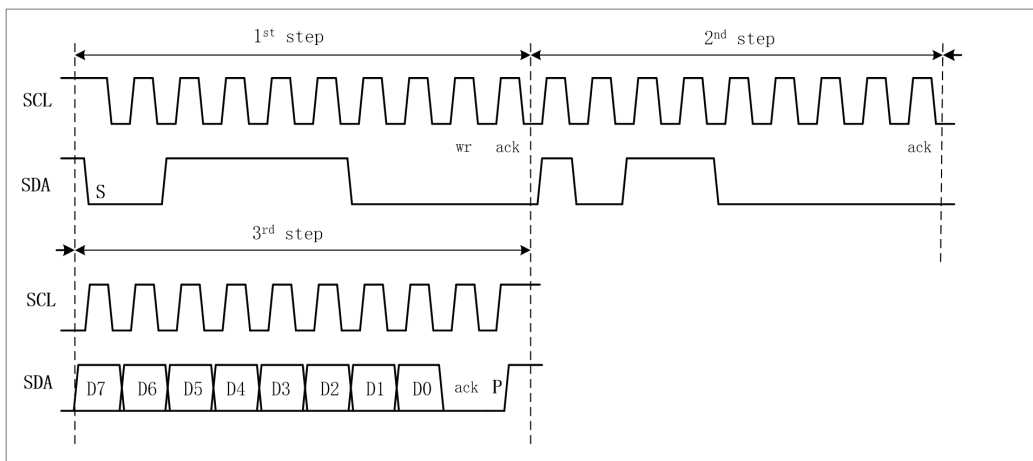 1st step 2nd step
SCL
wr ack ack
SDA S
3rd step
SCL
SDA D7 D6 D5 D4 D3 D2 D1 D0 ack P